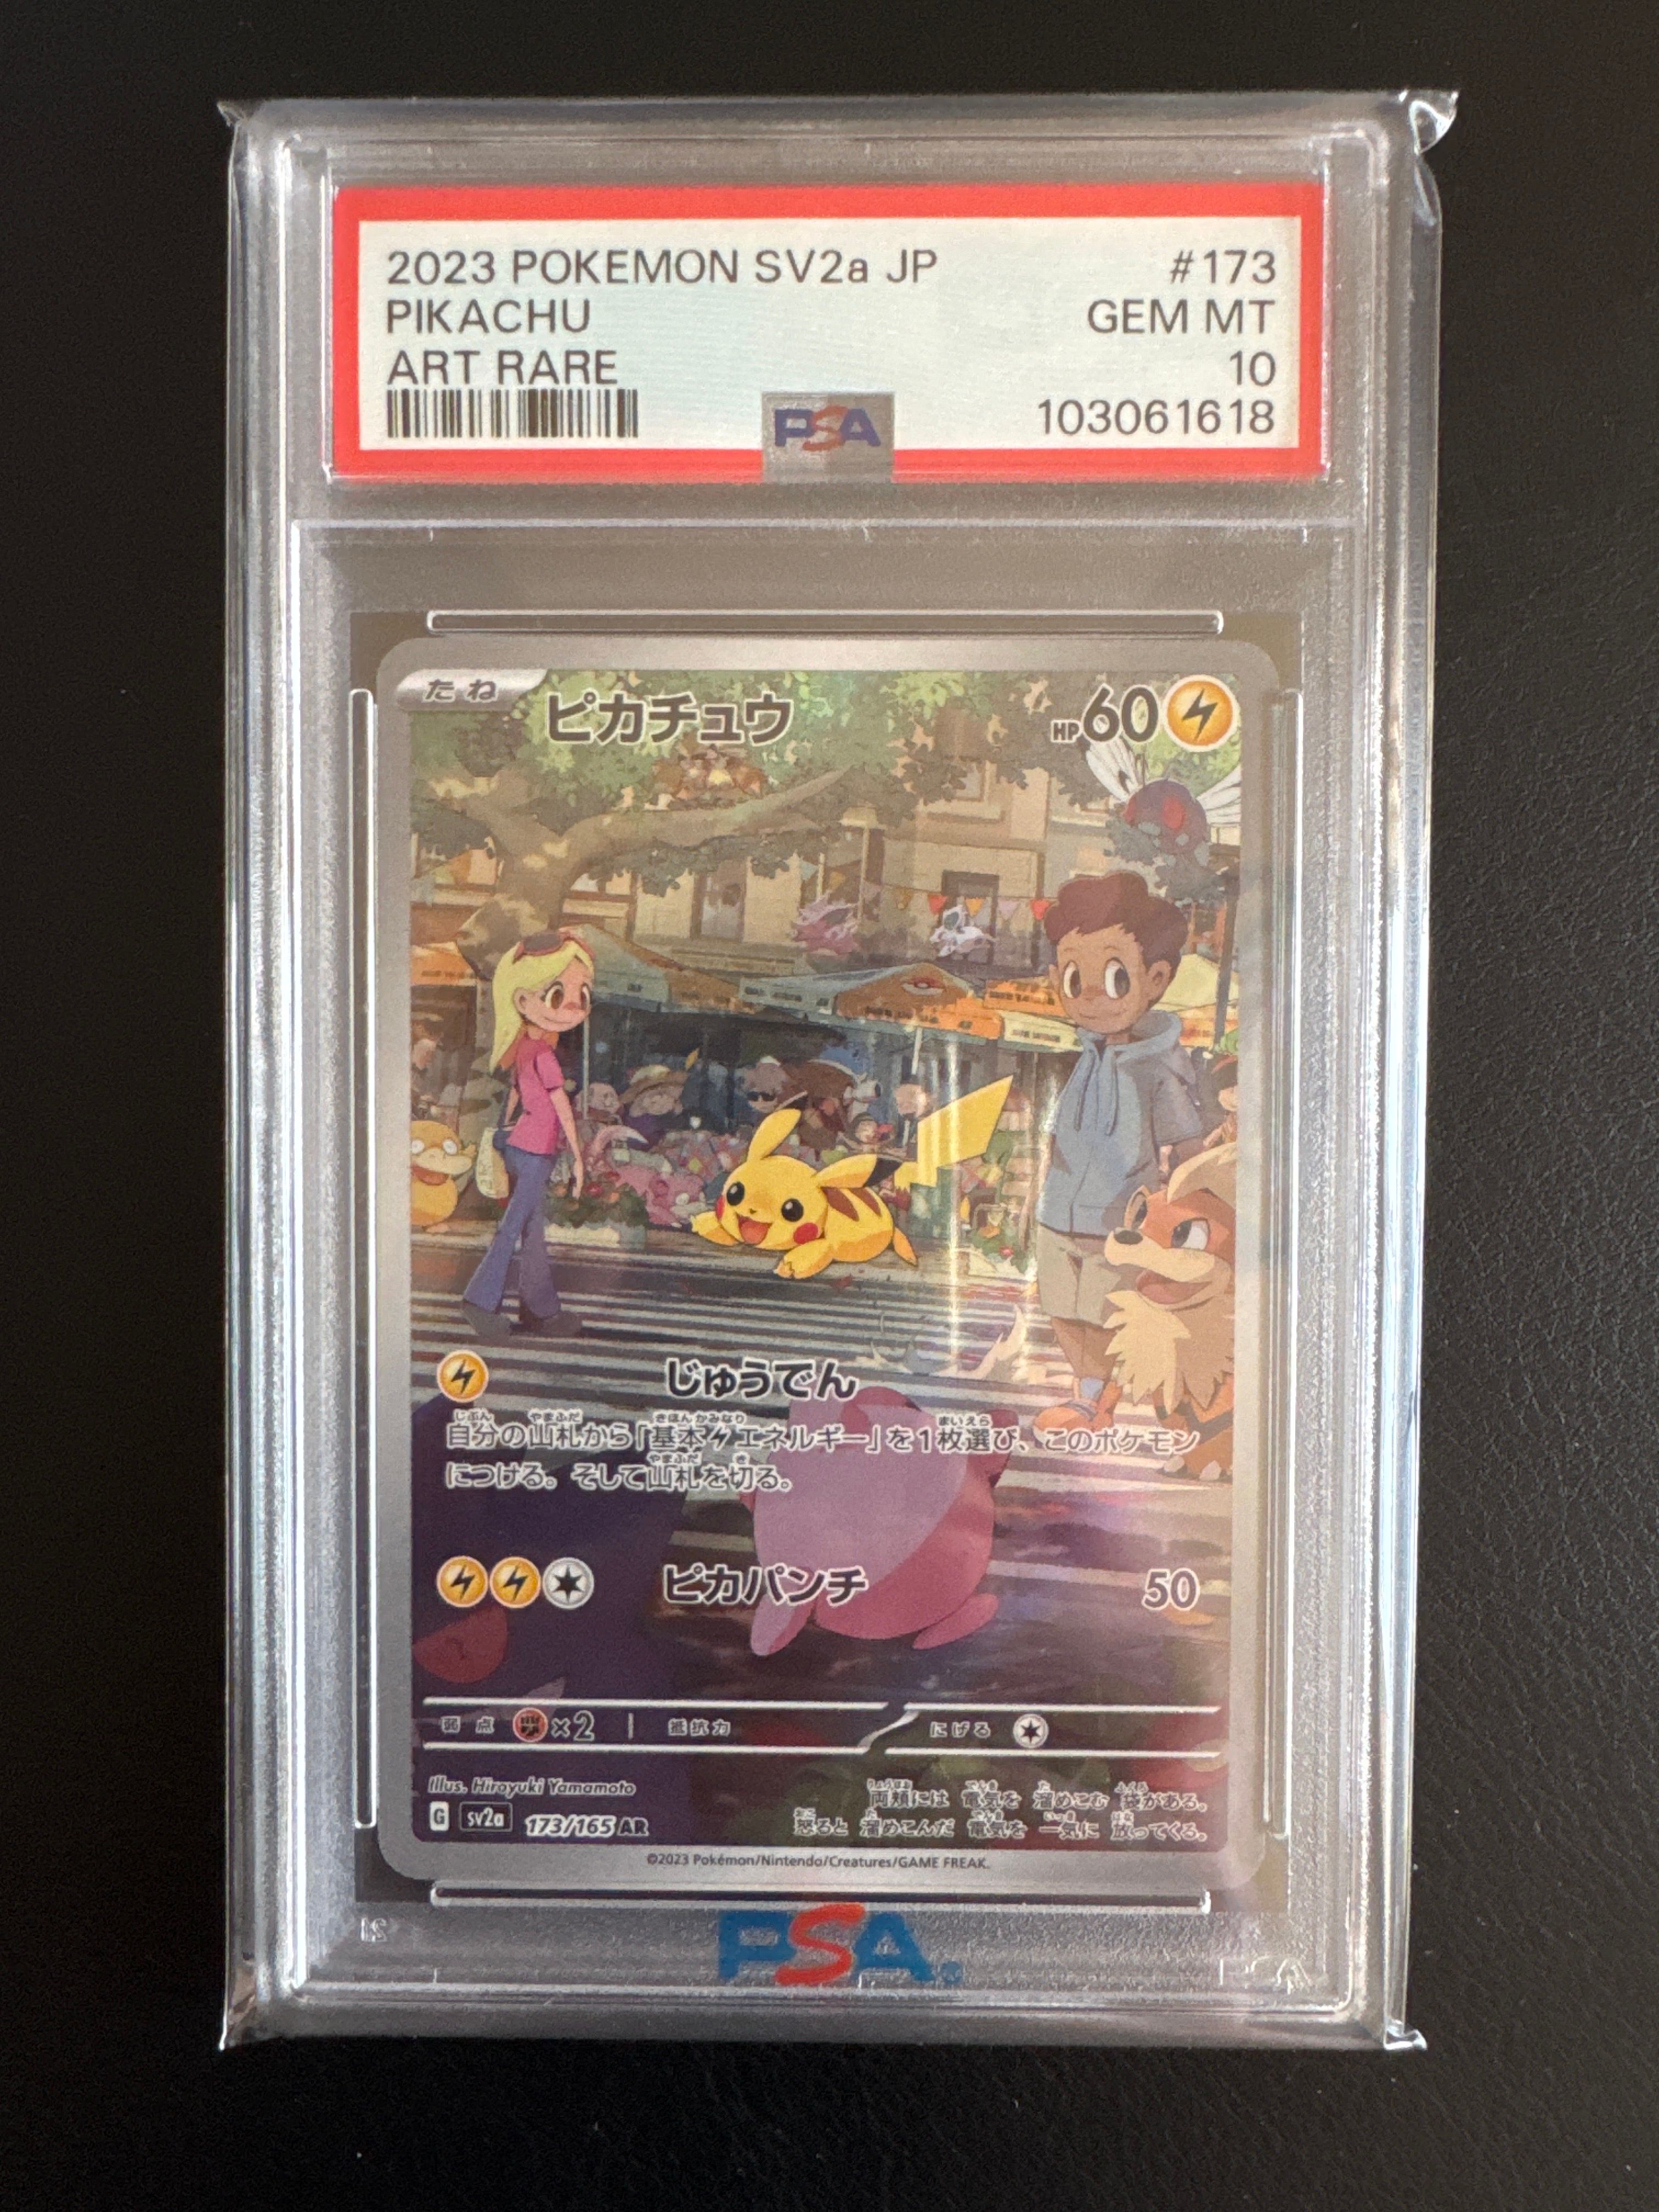 2023 POKEMON SV2a JP #173
PIKACHU GEM MT
ART RARE 10
PSA 103061618
たね ピカチュウ HP60
じゅうでん
自分の山札から「基本エネルギー」を1枚選び、このポケモン
につける。そして山札を切る。
ピカパンチ 50
弱点 ×2 抵抗力 にげる
Illus. Hiroyuki Yamamoto
G sv2a 173/165 AR
両頬には 電気を 溜めこむ 袋がある。
怒ると 溜めこんだ 電気を 一気に 放ってくる。
©2023 Pokémon/Nintendo/Creatures/GAME FREAK.
PSA